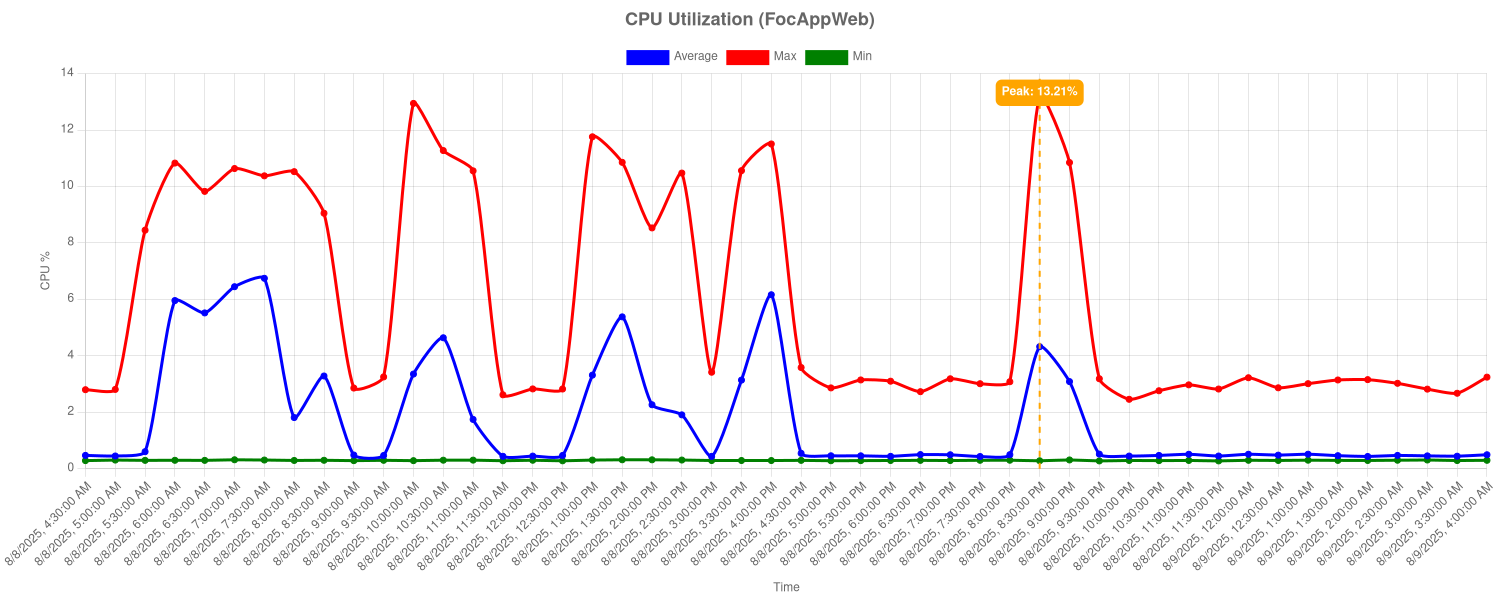 CPU Utilization (FocAppWeb)
Average Max Min
14
Peak: 13.21%
12
10
8
6
4
2
0
CPU %
8/8/2025, 4:30:00 AM
8/8/2025, 5:00:00 AM
8/8/2025, 5:30:00 AM
8/8/2025, 6:00:00 AM
8/8/2025, 6:30:00 AM
8/8/2025, 7:00:00 AM
8/8/2025, 7:30:00 AM
8/8/2025, 8:00:00 AM
8/8/2025, 8:30:00 AM
8/8/2025, 9:00:00 AM
8/8/2025, 9:30:00 AM
8/8/2025, 10:00:00 AM
8/8/2025, 10:30:00 AM
8/8/2025, 11:00:00 AM
8/8/2025, 11:30:00 AM
8/8/2025, 12:00:00 PM
8/8/2025, 12:30:00 PM
8/8/2025, 1:00:00 PM
8/8/2025, 1:30:00 PM
8/8/2025, 2:00:00 PM
8/8/2025, 2:30:00 PM
8/8/2025, 3:00:00 PM
8/8/2025, 3:30:00 PM
8/8/2025, 4:00:00 PM
8/8/2025, 4:30:00 PM
8/8/2025, 5:00:00 PM
8/8/2025, 5:30:00 PM
8/8/2025, 6:00:00 PM
8/8/2025, 6:30:00 PM
8/8/2025, 7:00:00 PM
8/8/2025, 7:30:00 PM
8/8/2025, 8:00:00 PM
8/8/2025, 8:30:00 PM
8/8/2025, 9:00:00 PM
8/8/2025, 9:30:00 PM
8/8/2025, 10:00:00 PM
8/8/2025, 10:30:00 PM
8/8/2025, 11:00:00 PM
8/8/2025, 11:30:00 PM
8/9/2025, 12:00:00 AM
8/9/2025, 12:30:00 AM
8/9/2025, 1:00:00 AM
8/9/2025, 1:30:00 AM
8/9/2025, 2:00:00 AM
8/9/2025, 2:30:00 AM
8/9/2025, 3:00:00 AM
8/9/2025, 3:30:00 AM
8/9/2025, 4:00:00 AM
Time